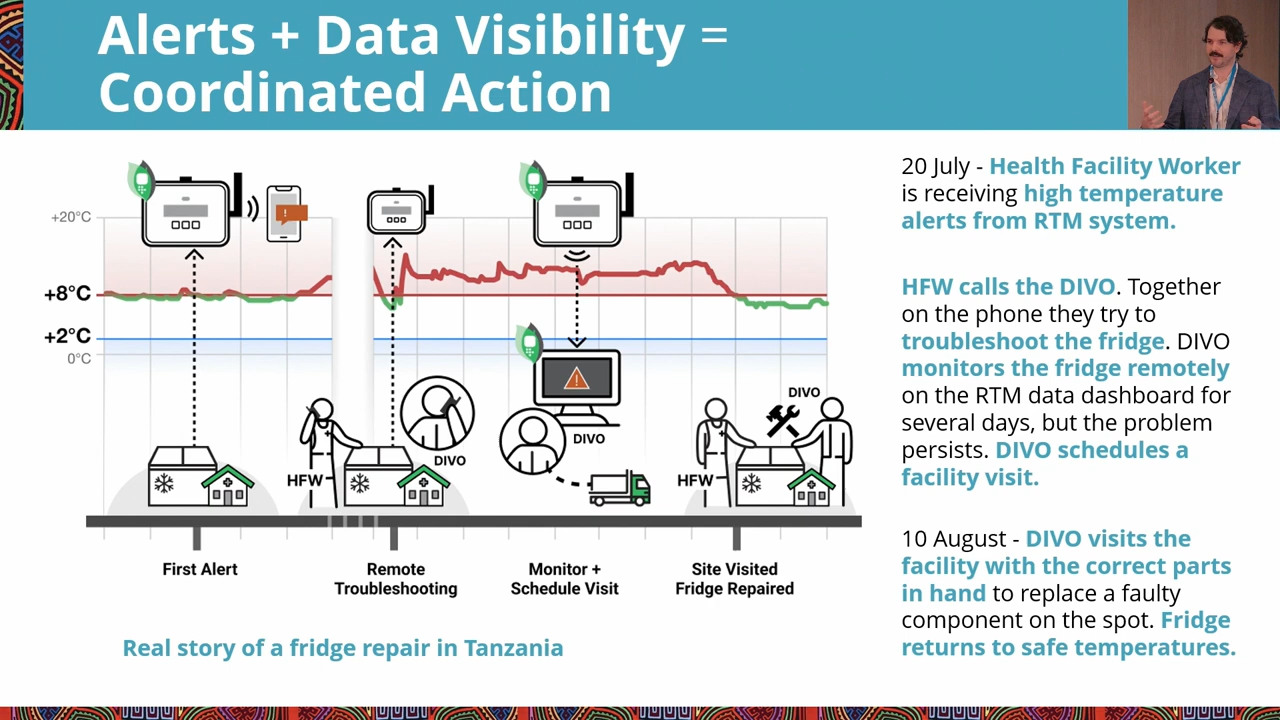 Alerts + Data Visibility =
Coordinated Action
20 July - Health Facility Worker
is receiving high temperature
alerts from RTM system.
HFW calls the DIVO. Together
on the phone they try to
troubleshoot the fridge. DIVO
monitors the fridge remotely
on the RTM data dashboard for
several days, but the problem
persists. DIVO schedules a
facility visit.
10 August - DIVO visits the
facility with the correct parts
in hand to replace a faulty
component on the spot. Fridge
returns to safe temperatures.
+20°C
+8°C
+2°C
0°C
!
!
HFW
DIVO
DIVO
HFW
DIVO
First Alert
Remote
Troubleshooting
Monitor +
Schedule Visit
Site Visited
Fridge Repaired
Real story of a fridge repair in Tanzania